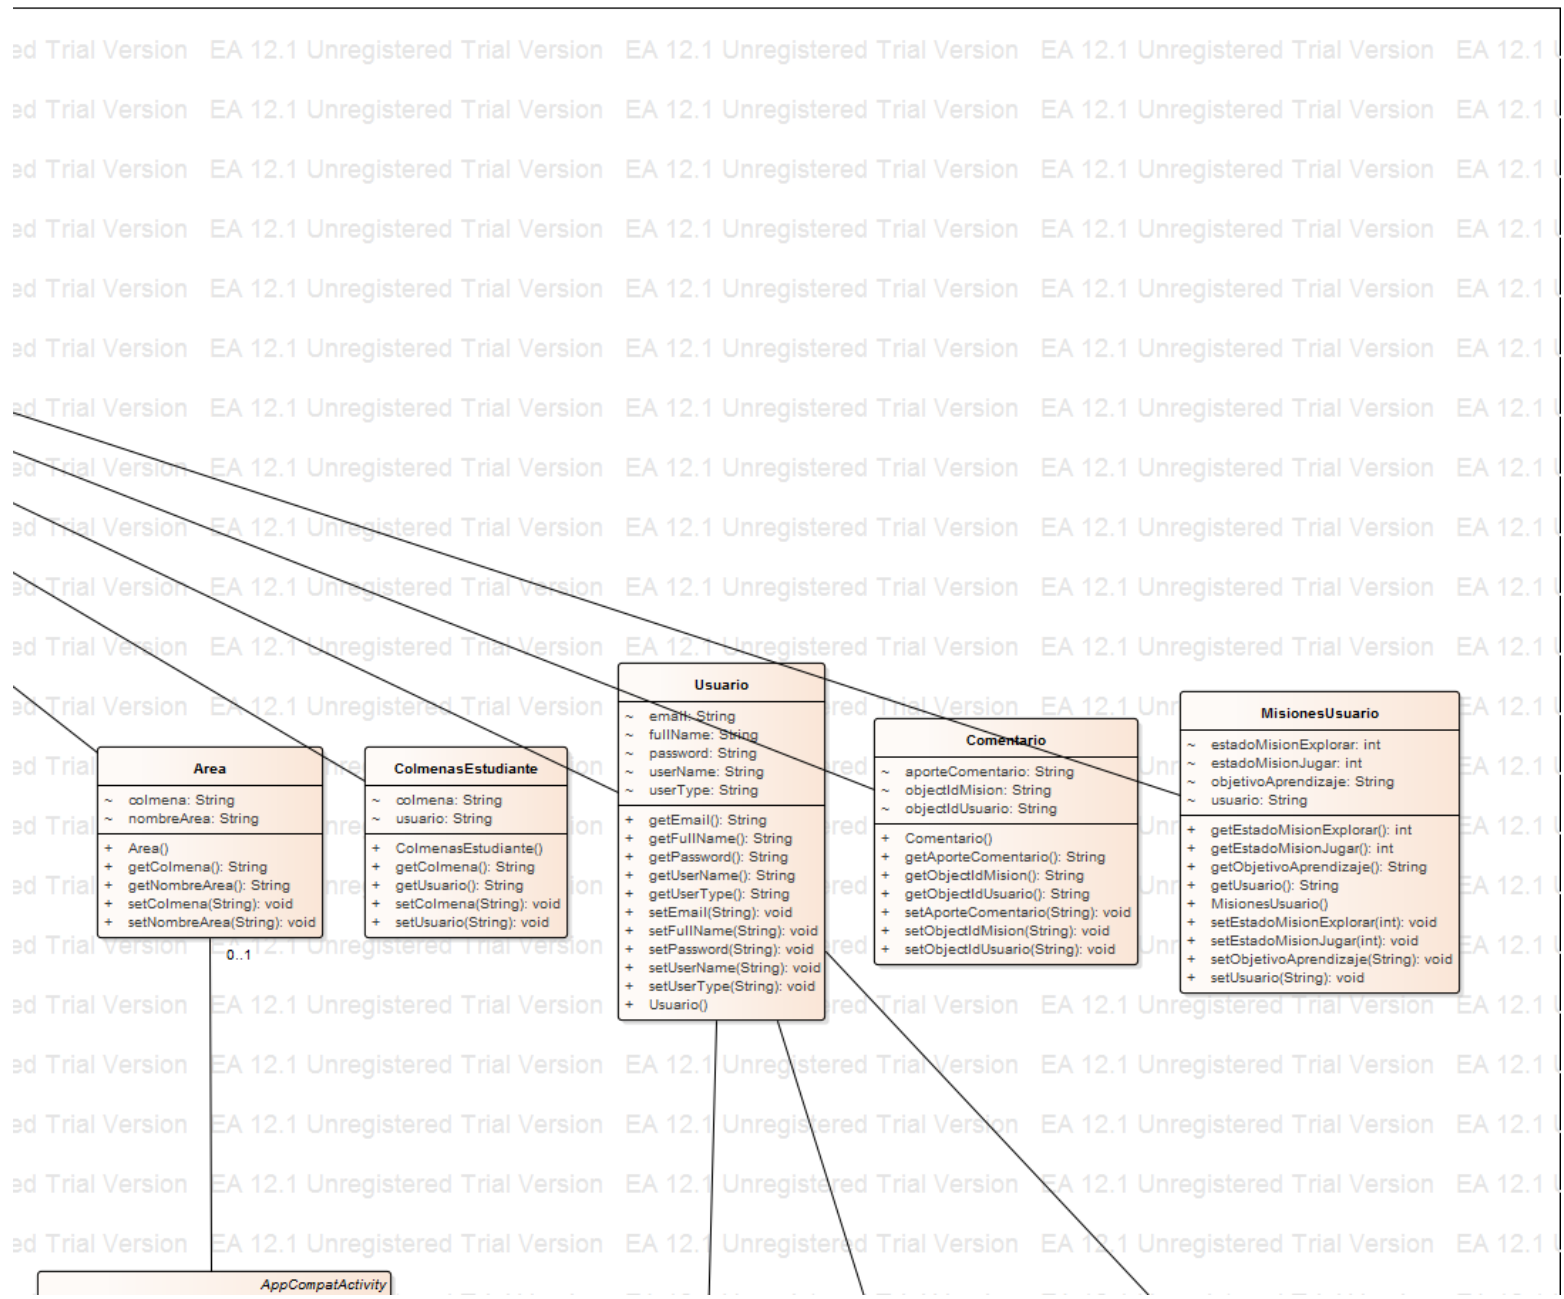 Usuario
~ email: String
~ fullName: String
~ password: String
~ userName: String
~ userType: String
+ getEmail(): String
+ getFullName(): String
+ getPassword(): String
+ getUserName(): String
+ getUserType(): String
+ setEmail(String): void
+ setFullName(String): void
+ setPassword(String): void
+ setUserName(String): void
+ setUserType(String): void
+ Usuario()
MisionesUsuario
~ estadoMisionExplorar: int
~ estadoMisionJugar: int
~ objetivoAprendizaje: String
~ usuario: String
+ getEstadoMisionExplorar(): int
+ getEstadoMisionJugar(): int
+ getObjetivoAprendizaje(): String
+ getUsuario(): String
+ MisionesUsuario()
+ setEstadoMisionExplorar(int): void
+ setEstadoMisionJugar(int): void
+ setObjetivoAprendizaje(String): void
+ setUsuario(String): void
Comentario
~ aporteComentario: String
~ objectIdMision: String
~ objectIdUsuario: String
+ Comentario()
+ getAporteComentario(): String
+ getObjectIdMision(): String
+ getObjectIdUsuario(): String
+ setAporteComentario(String): void
+ setObjectIdMision(String): void
+ setObjectIdUsuario(String): void
Area
~ colmena: String
~ nombreArea: String
+ Area()
+ getColmena(): String
+ getNombreArea(): String
+ setColmena(String): void
+ setNombreArea(String): void
ColmenasEstudiante
~ colmena: String
~ usuario: String
+ ColmenasEstudiante()
+ getColmena(): String
+ getUsuario(): String
+ setColmena(String): void
+ setUsuario(String): void
0..1
AppCompatActivity
EA 12.1 Unregistered Trial Version